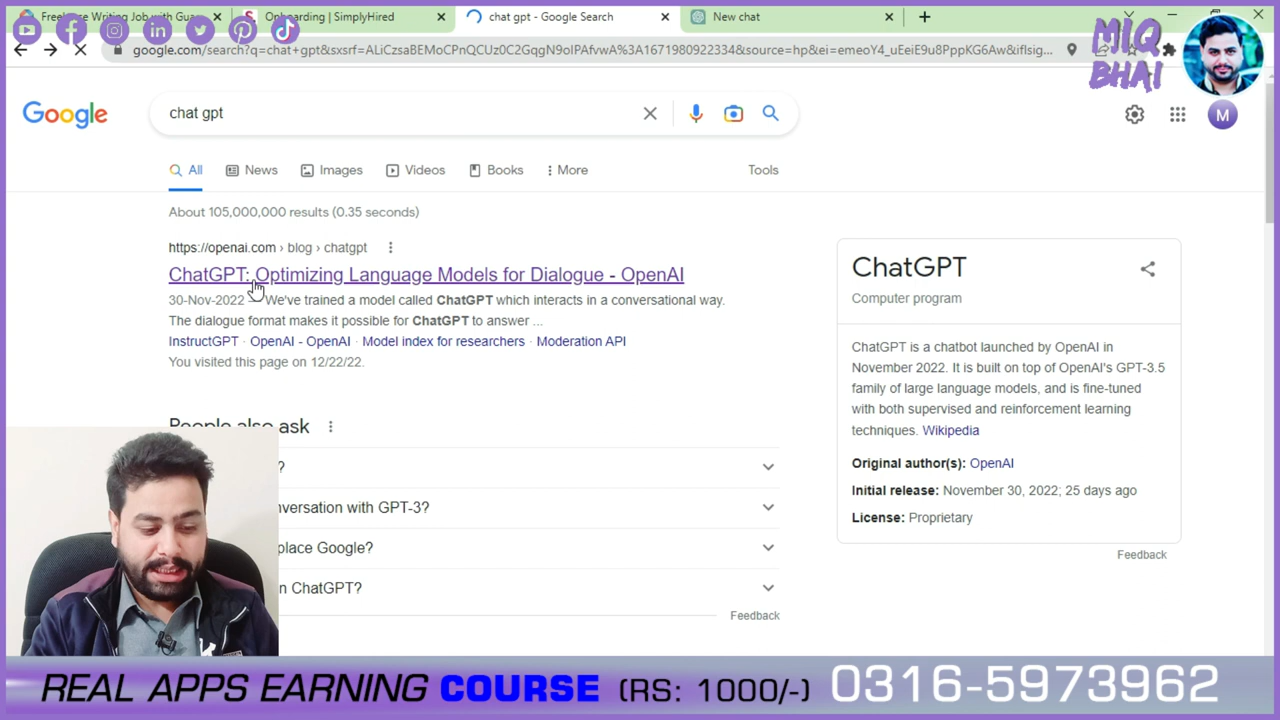 Freelance Writing Job with Gua
Onboarding | SimplyHired
chat gpt - Google Search
New chat
google.com/search?q=chat+gpt&sxsrf=ALiCzsaBEMoCPnQCUz0C2GqgN9oIPAfvwA%3A1671980922334&source=hp&ei=emeoY4_uEeiE9u8PppKG6Aw&iflsig...
MIQ
BHAI
Google
chat gpt
M
All
News
Images
Videos
Books
More
Tools
About 105,000,000 results (0.35 seconds)
https://openai.com › blog › chatgpt
ChatGPT: Optimizing Language Models for Dialogue - OpenAI
30-Nov-2022 — We've trained a model called ChatGPT which interacts in a conversational way.
The dialogue format makes it possible for ChatGPT to answer ...
InstructGPT · OpenAI - OpenAI · Model index for researchers · Moderation API
You visited this page on 12/22/22.
People also ask
?
nversation with GPT-3?
place Google?
n ChatGPT?
Feedback
ChatGPT
Computer program
ChatGPT is a chatbot launched by OpenAI in
November 2022. It is built on top of OpenAI's GPT-3.5
family of large language models, and is fine-tuned
with both supervised and reinforcement learning
techniques. Wikipedia
Original author(s): OpenAI
Initial release: November 30, 2022; 25 days ago
License: Proprietary
Feedback
REAL APPS EARNING COURSE (RS: 1000/-) 0316-5973962